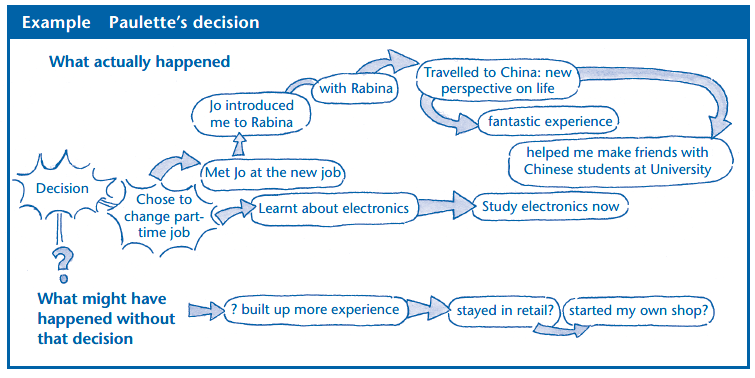 Example Paulette's decision
What actually happened
Decision
Chose to
change part-
time job
Met Jo at the new job
Jo introduced
me to Rabina
with Rabina
Travelled to China: new
perspective on life
fantastic experience
helped me make friends with
Chinese students at University
Learnt about electronics
Study electronics now
?
What might have
happened without
that decision
? built up more experience
stayed in retail?
started my own shop?